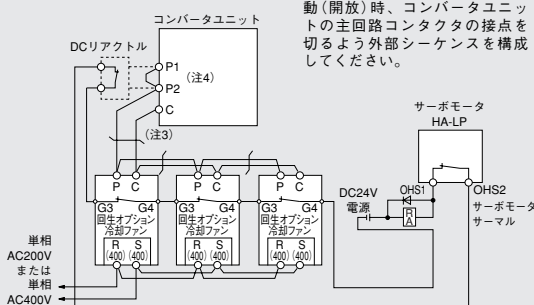 動(開放)時、コンバータユニッ
トの主回路コンタクタの接点を
切るよう外部シーケンスを構成
してください。
コンバータユニット
DCリアクトル
P1
(注4)
P2
C
(注3)
サーボモータ
HA-LP
P C P C P C
G3 G4 G3 G4 G3 G4
回生オプション 回生オプション 回生オプション
冷却ファン 冷却ファン 冷却ファン
R S R S R S
(400) (400) (400) (400) (400) (400)
DC24V
電源
OHS1
OHS2
RA
サーボモータ
サーマル
単相
AC200V
または
単相
AC400V